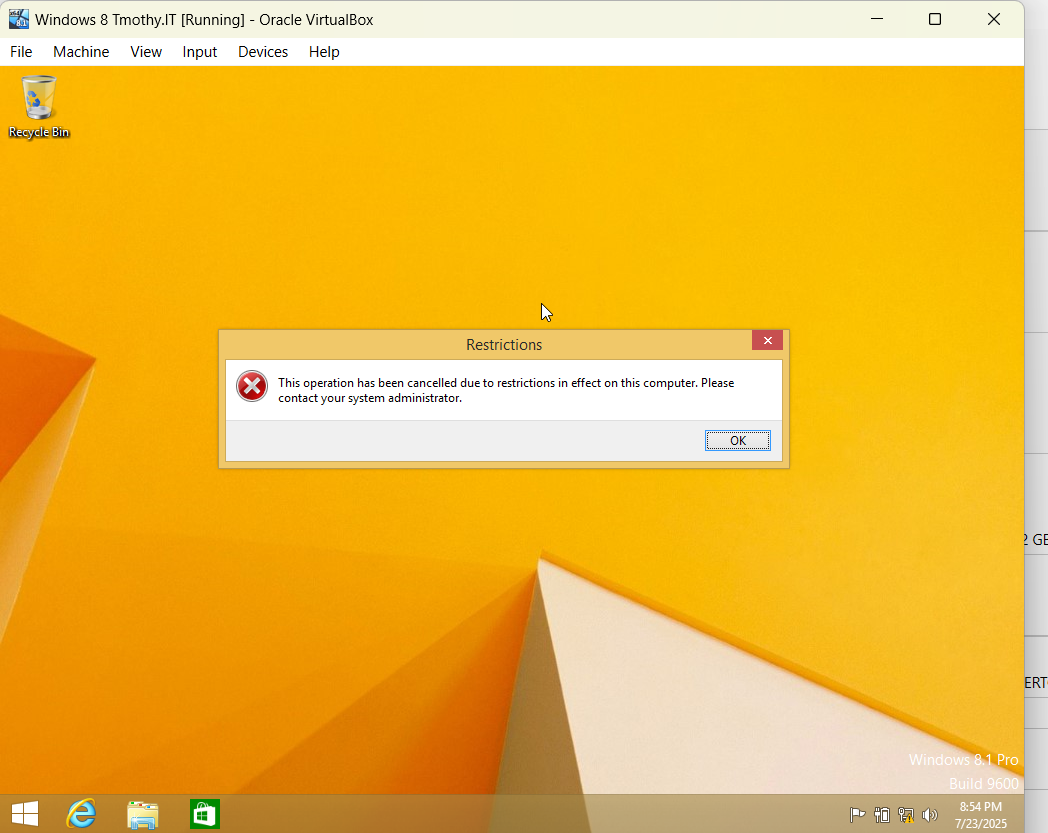 Windows 8 Tmothy.IT [Running] - Oracle VirtualBox
File Machine View Input Devices Help
Recycle Bin
Restrictions
This operation has been cancelled due to restrictions in effect on this computer. Please
contact your system administrator.
OK
2 GE
ERT
Windows 8.1 Pro
Build 9600
8:54 PM
7/23/2025